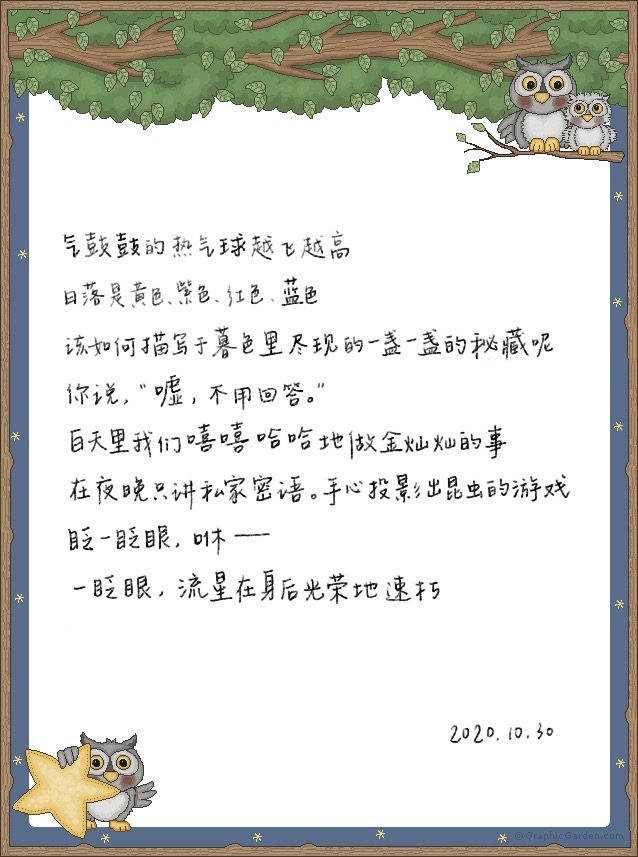 气鼓鼓的热气球越飞越高
日落是黄色、紫色、红色、蓝色
该如何描写于暮色里尽现的一盏一盏的秘藏呢
你说，“嘘，不用回答。”
白天里我们嘻嘻哈哈地做金灿灿的事
在夜晚只讲私家密语。手心投影出昆虫的游戏
眨一眨眼，咻——
一眨眼，流星在身后光荣地速朽
2020.10.30
©GraphicGarden.com